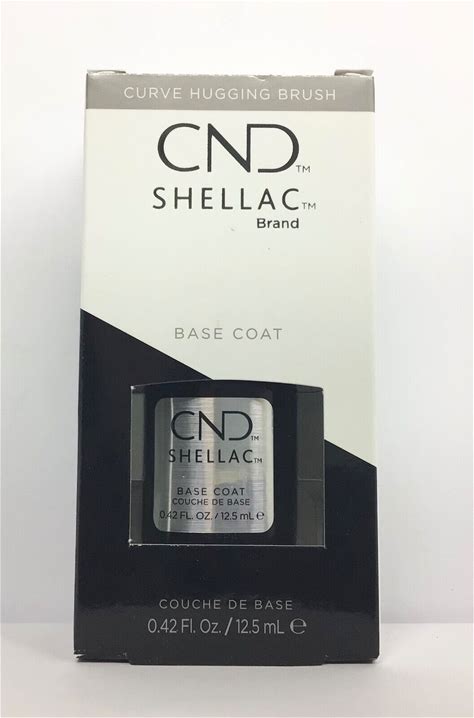 CURVE HUGGING BRUSH
CND™
SHELLAC™
Brand
BASE COAT
CND™
SHELLAC™
BASE COAT
COUCHE DE BASE
0.42 FL. OZ. / 12.5 mL ℮
COUCHE DE BASE
0.42 Fl. Oz. / 12.5 mL ℮